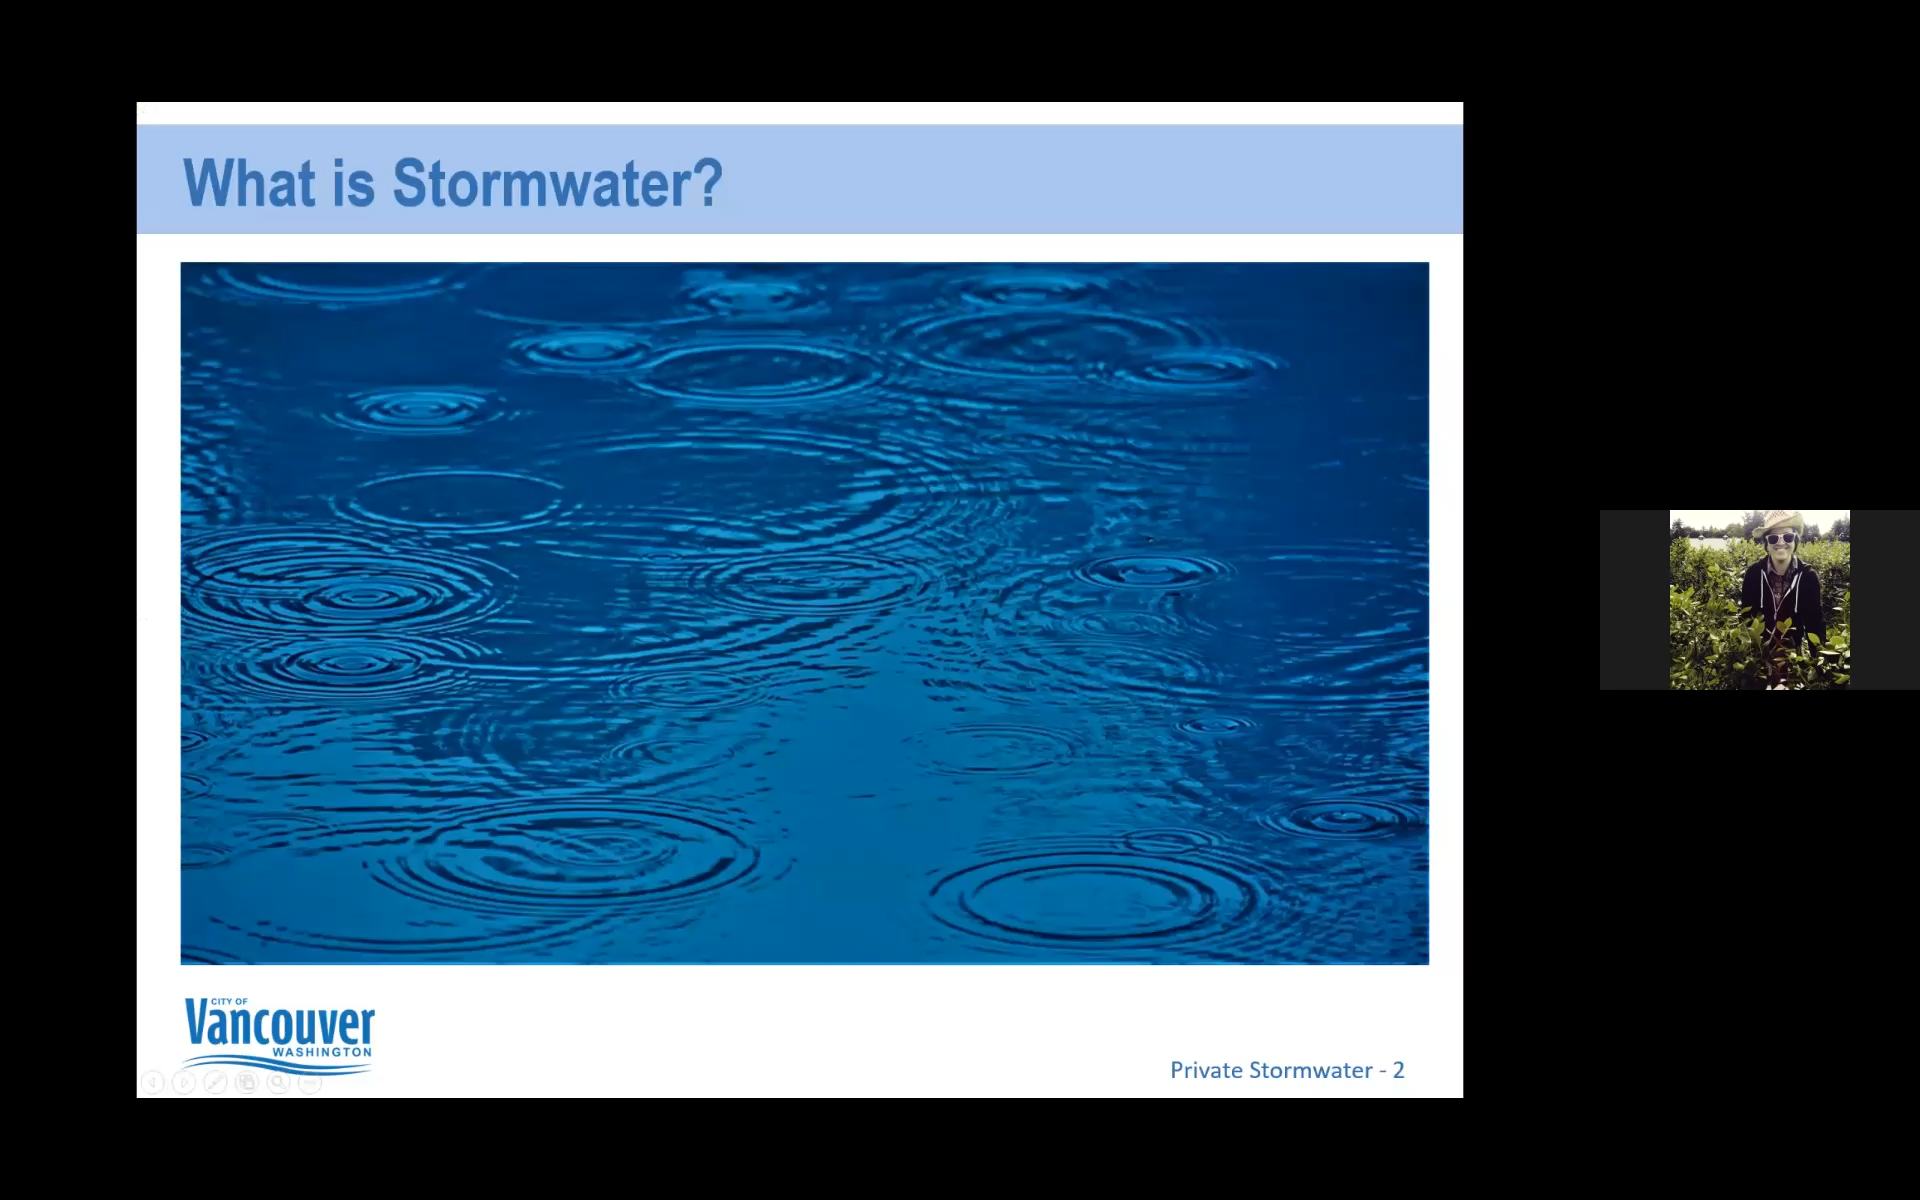 What is Stormwater?
CITY OF
Vancouver
WASHINGTON
Private Stormwater - 2